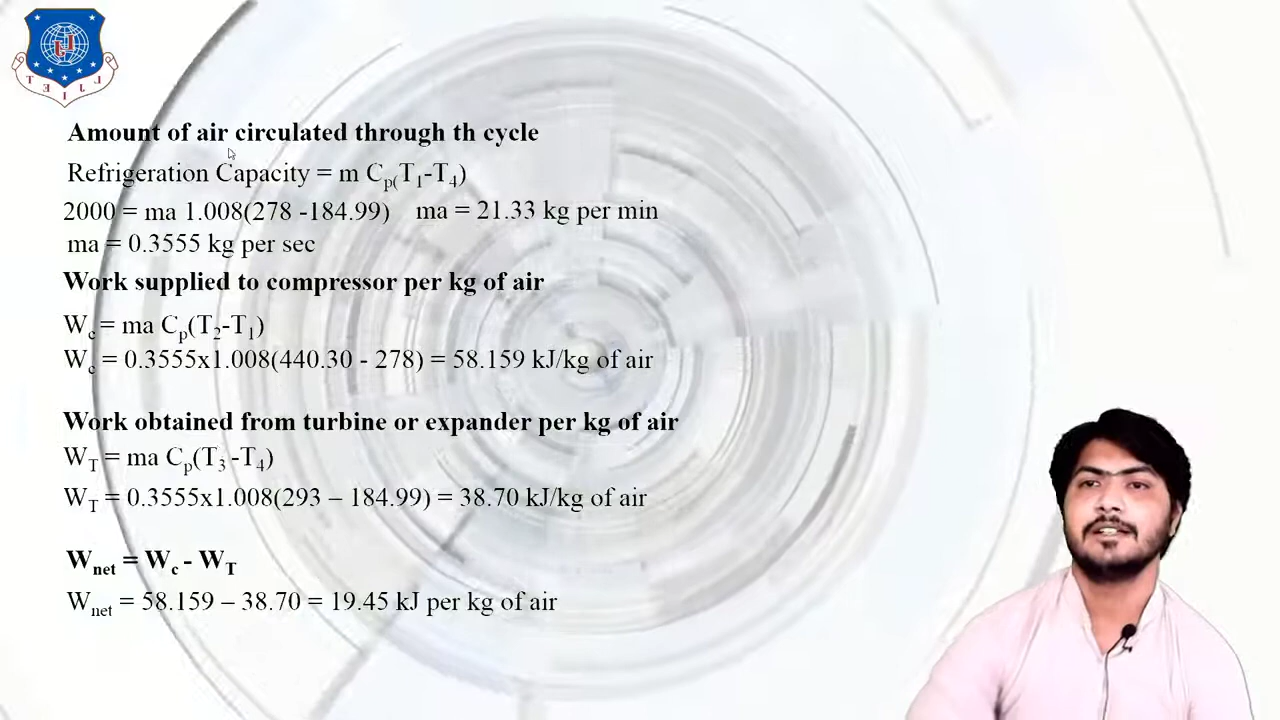 Amount of air circulated through th cycle
Refrigeration Capacity = m Cp(T1-T4)
2000 = ma 1.008(278 -184.99) ma = 21.33 kg per min
ma = 0.3555 kg per sec
Work supplied to compressor per kg of air
Wc = ma Cp(T2-T1)
Wc = 0.3555x1.008(440.30 - 278) = 58.159 kJ/kg of air
Work obtained from turbine or expander per kg of air
WT = ma Cp(T3 -T4)
WT = 0.3555x1.008(293 – 184.99) = 38.70 kJ/kg of air
Wnet = Wc - WT
Wnet = 58.159 – 38.70 = 19.45 kJ per kg of air